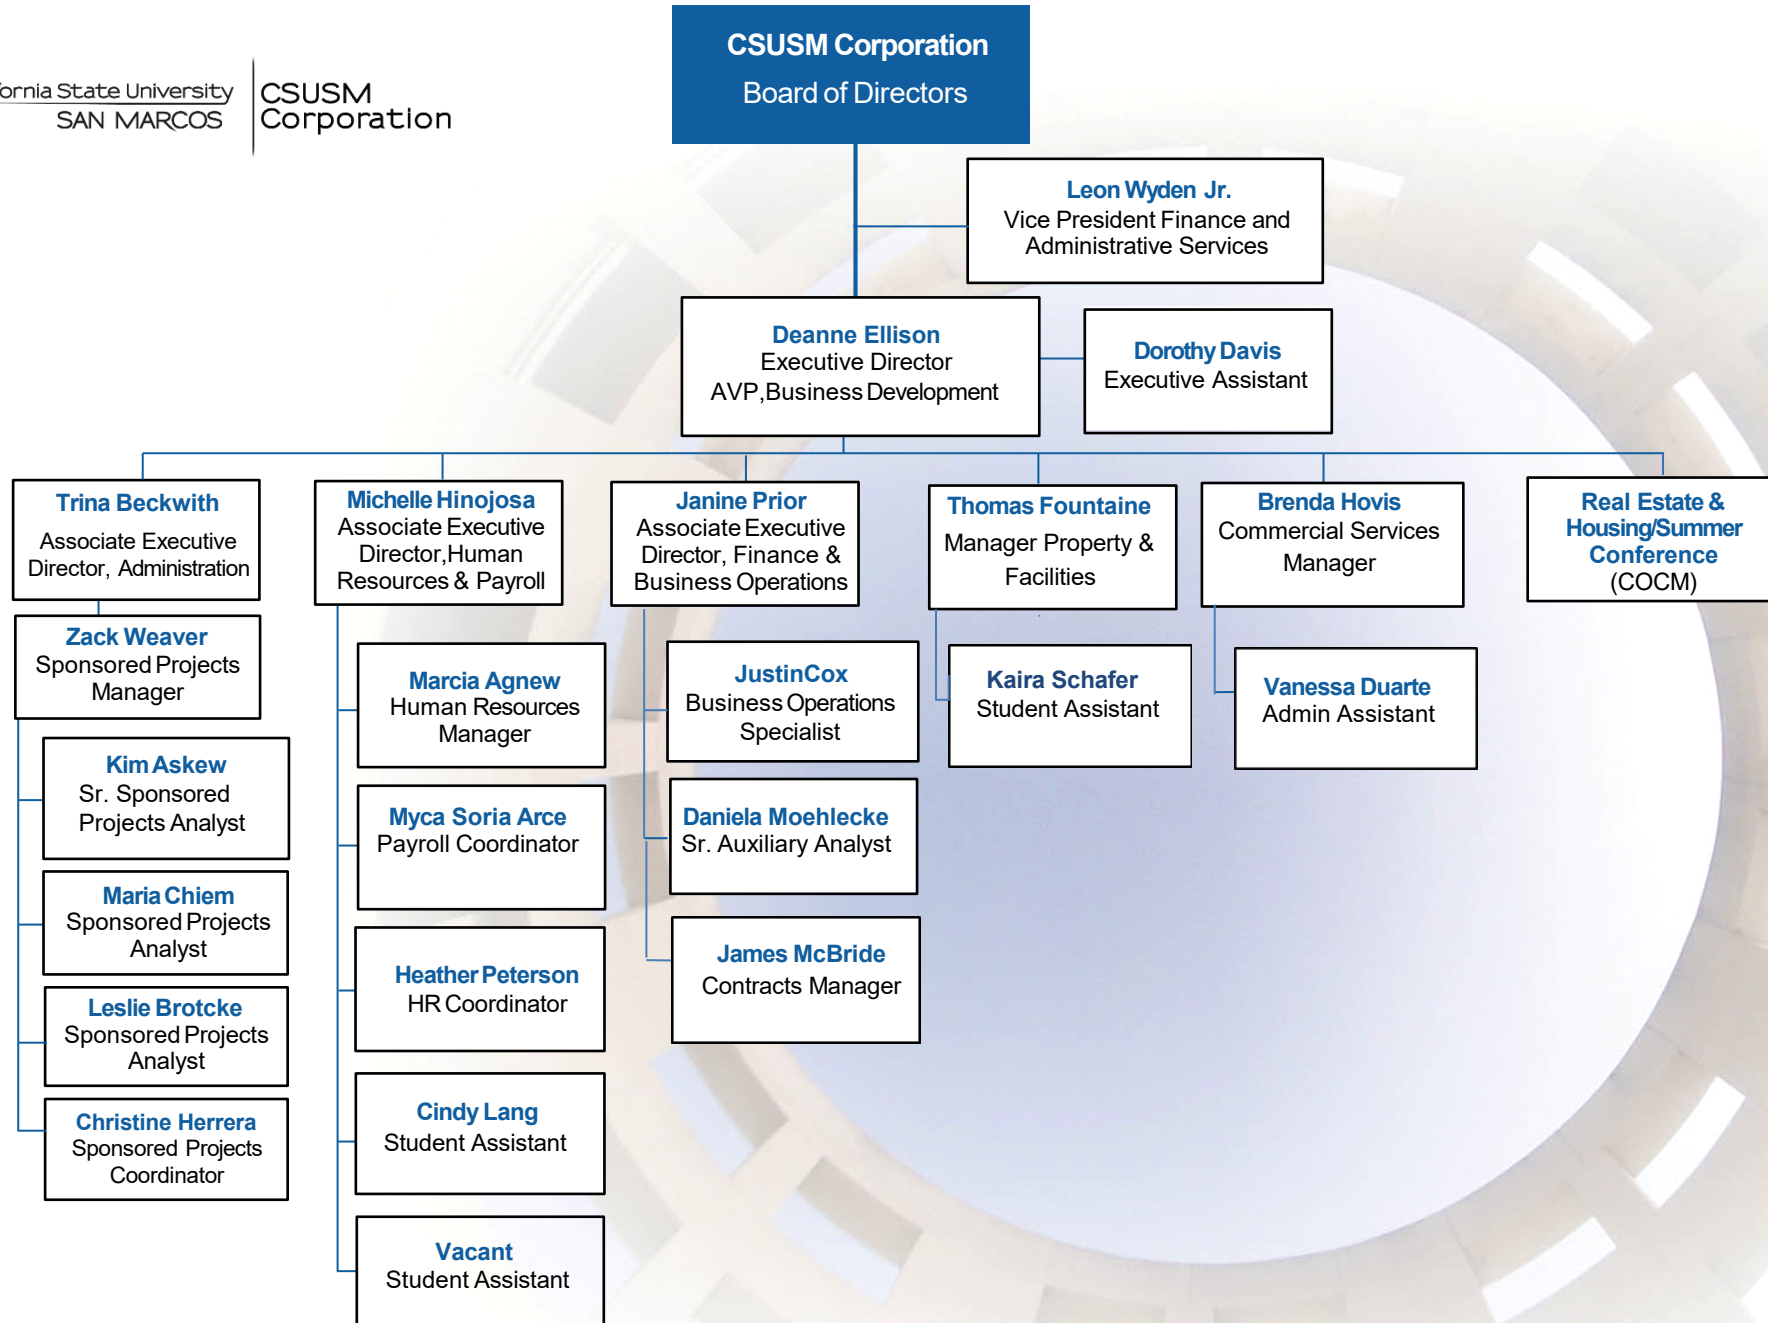 CSUSM Corporation
Board of Directors
fornia State University
SAN MARCOS
CSUSM
Corporation
Leon Wyden Jr.
Vice President Finance and
Administrative Services
Deanne Ellison
Executive Director
AVP,Business Development
Dorothy Davis
Executive Assistant
Trina Beckwith
Associate Executive
Director, Administration
Michelle Hinojosa
Associate Executive
Director,Human
Resources & Payroll
Janine Prior
Associate Executive
Director, Finance &
Business Operations
Thomas Fountaine
Manager Property &
Facilities
Brenda Hovis
Commercial Services
Manager
Real Estate &
Housing/Summer
Conference
(COCM)
Zack Weaver
Sponsored Projects
Manager
Kim Askew
Sr. Sponsored
Projects Analyst
Maria Chiem
Sponsored Projects
Analyst
Leslie Brotcke
Sponsored Projects
Analyst
Christine Herrera
Sponsored Projects
Coordinator
Marcia Agnew
Human Resources
Manager
Myca Soria Arce
Payroll Coordinator
Heather Peterson
HR Coordinator
Cindy Lang
Student Assistant
Vacant
Student Assistant
JustinCox
Business Operations
Specialist
Daniela Moehlecke
Sr. Auxiliary Analyst
James McBride
Contracts Manager
Kaira Schafer
Student Assistant
Vanessa Duarte
Admin Assistant